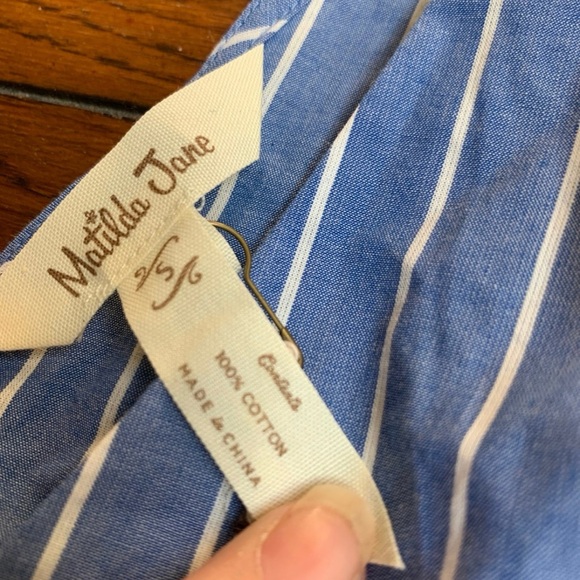 Matilda Jane
S
Contents
100% COTTON
MADE in CHINA